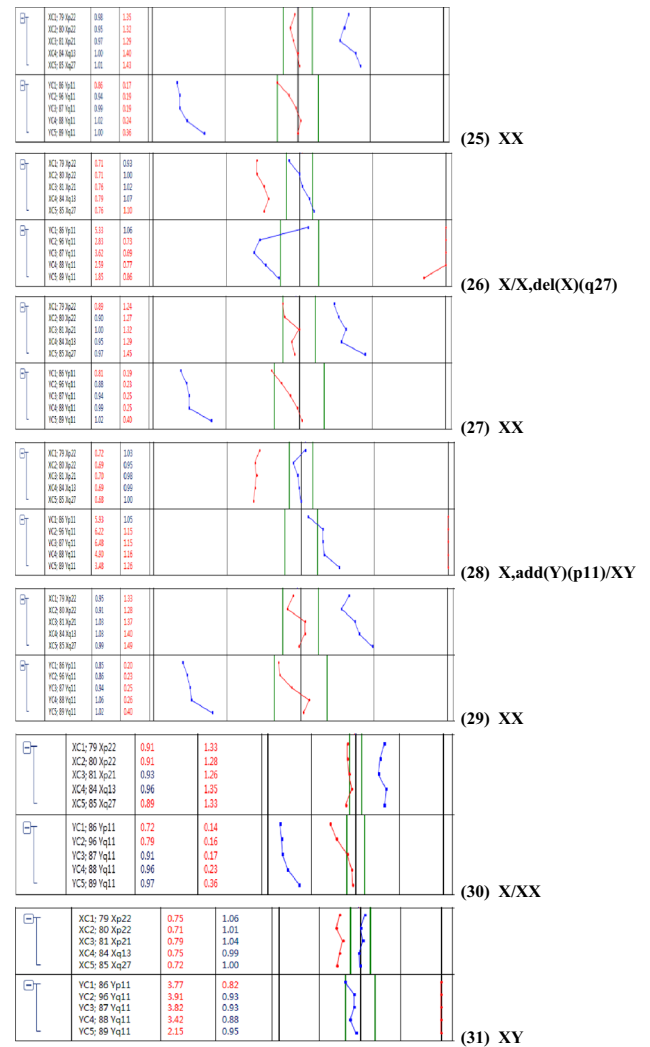 XC1; 79 Xp22 0.98 1.35
XC2; 80 Xp22 0.95 1.32
XC3; 81 Xp21 0.97 1.29
XC4; 84 Xq13 1.00 1.40
XC5; 85 Xq27 1.01 1.43
YC1; 86 Yp11 0.86 0.17
YC2; 96 Yq11 0.94 0.19
YC3; 87 Yq11 0.99 0.19
YC4; 88 Yq11 1.02 0.24
YC5; 89 Yq11 1.00 0.36
(25) XX
XC1; 79 Xp22 0.71 0.93
XC2; 80 Xp22 0.71 1.00
XC3; 81 Xp21 0.76 1.02
XC4; 84 Xq13 0.79 1.07
XC5; 85 Xq27 0.76 1.10
YC1; 86 Yp11 5.33 1.06
YC2; 96 Yq11 2.83 0.73
YC3; 87 Yq11 3.62 0.69
YC4; 88 Yq11 2.59 0.77
YC5; 89 Yq11 1.85 0.86
(26) X/X,del(X)(q27)
XC1; 79 Xp22 0.89 1.24
XC2; 80 Xp22 0.90 1.27
XC3; 81 Xp21 1.00 1.32
XC4; 84 Xq13 0.95 1.29
XC5; 85 Xq27 0.97 1.45
YC1; 86 Yp11 0.81 0.19
YC2; 96 Yq11 0.88 0.23
YC3; 87 Yq11 0.94 0.25
YC4; 88 Yq11 0.99 0.25
YC5; 89 Yq11 1.02 0.40
(27) XX
XC1; 79 Xp22 0.72 1.03
XC2; 80 Xp22 0.69 0.95
XC3; 81 Xp21 0.70 0.98
XC4; 84 Xq13 0.69 0.99
XC5; 85 Xq27 0.68 1.00
YC1; 86 Yp11 5.93 1.05
YC2; 96 Yq11 6.22 1.15
YC3; 87 Yq11 6.48 1.15
YC4; 88 Yq11 4.90 1.16
YC5; 89 Yq11 3.48 1.26
(28) X,add(Y)(p11)/XY
XC1; 79 Xp22 0.95 1.33
XC2; 80 Xp22 0.91 1.28
XC3; 81 Xp21 1.03 1.37
XC4; 84 Xq13 1.03 1.40
XC5; 85 Xq27 0.99 1.49
YC1; 86 Yp11 0.85 0.20
YC2; 96 Yq11 0.86 0.23
YC3; 87 Yq11 0.94 0.25
YC4; 88 Yq11 1.06 0.26
YC5; 89 Yq11 1.02 0.40
(29) XX
XC1; 79 Xp22 0.91 1.33
XC2; 80 Xp22 0.91 1.28
XC3; 81 Xp21 0.93 1.26
XC4; 84 Xq13 0.96 1.35
XC5; 85 Xq27 0.89 1.33
YC1; 86 Yp11 0.72 0.14
YC2; 96 Yq11 0.79 0.16
YC3; 87 Yq11 0.91 0.17
YC4; 88 Yq11 0.96 0.23
YC5; 89 Yq11 0.97 0.36
(30) X/XX
XC1; 79 Xp22 0.75 1.06
XC2; 80 Xp22 0.71 1.01
XC3; 81 Xp21 0.79 1.04
XC4; 84 Xq13 0.75 0.99
XC5; 85 Xq27 0.72 1.00
YC1; 86 Yp11 3.77 0.82
YC2; 96 Yq11 3.91 0.93
YC3; 87 Yq11 3.82 0.93
YC4; 88 Yq11 3.42 0.88
YC5; 89 Yq11 2.15 0.95
(31) XY